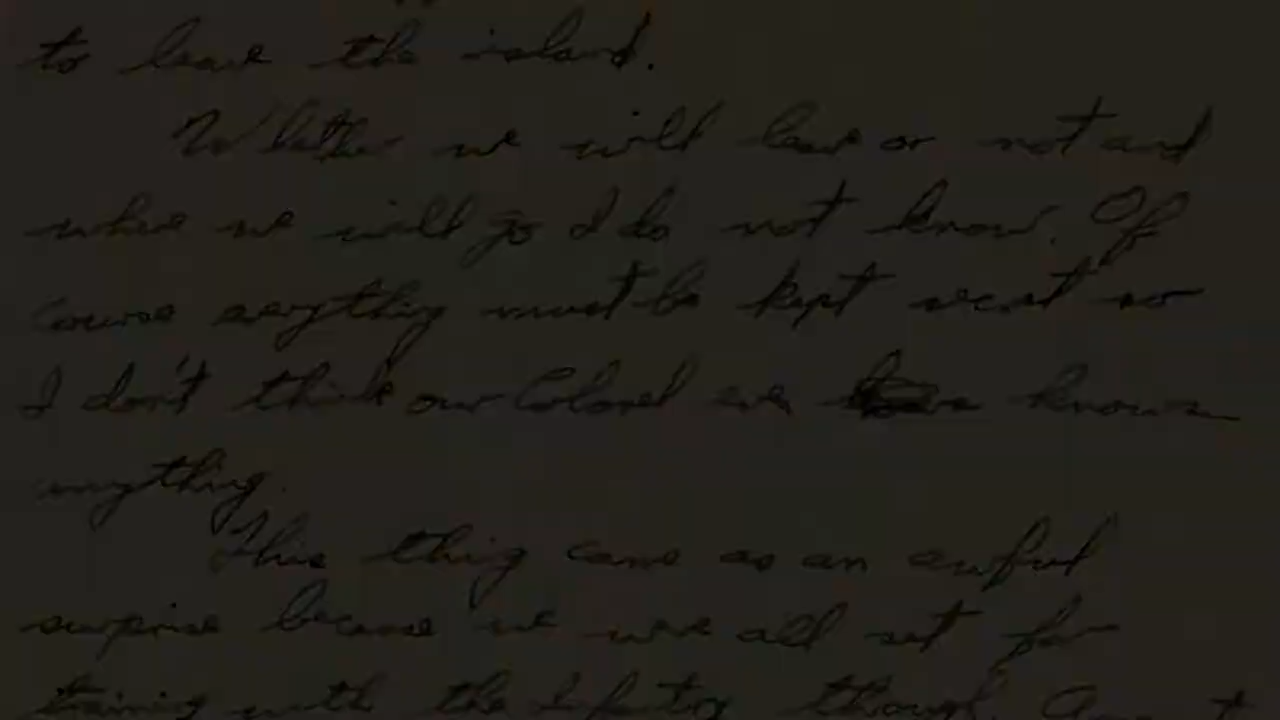 to leave the island.
Whether we will leave or not and
where we will go I do not know. Of
course everything must be kept secret so
I don't think our Colonel even knows
anything.
This thing came as an awful
surprise because we were all set for
training with the Infantry though.